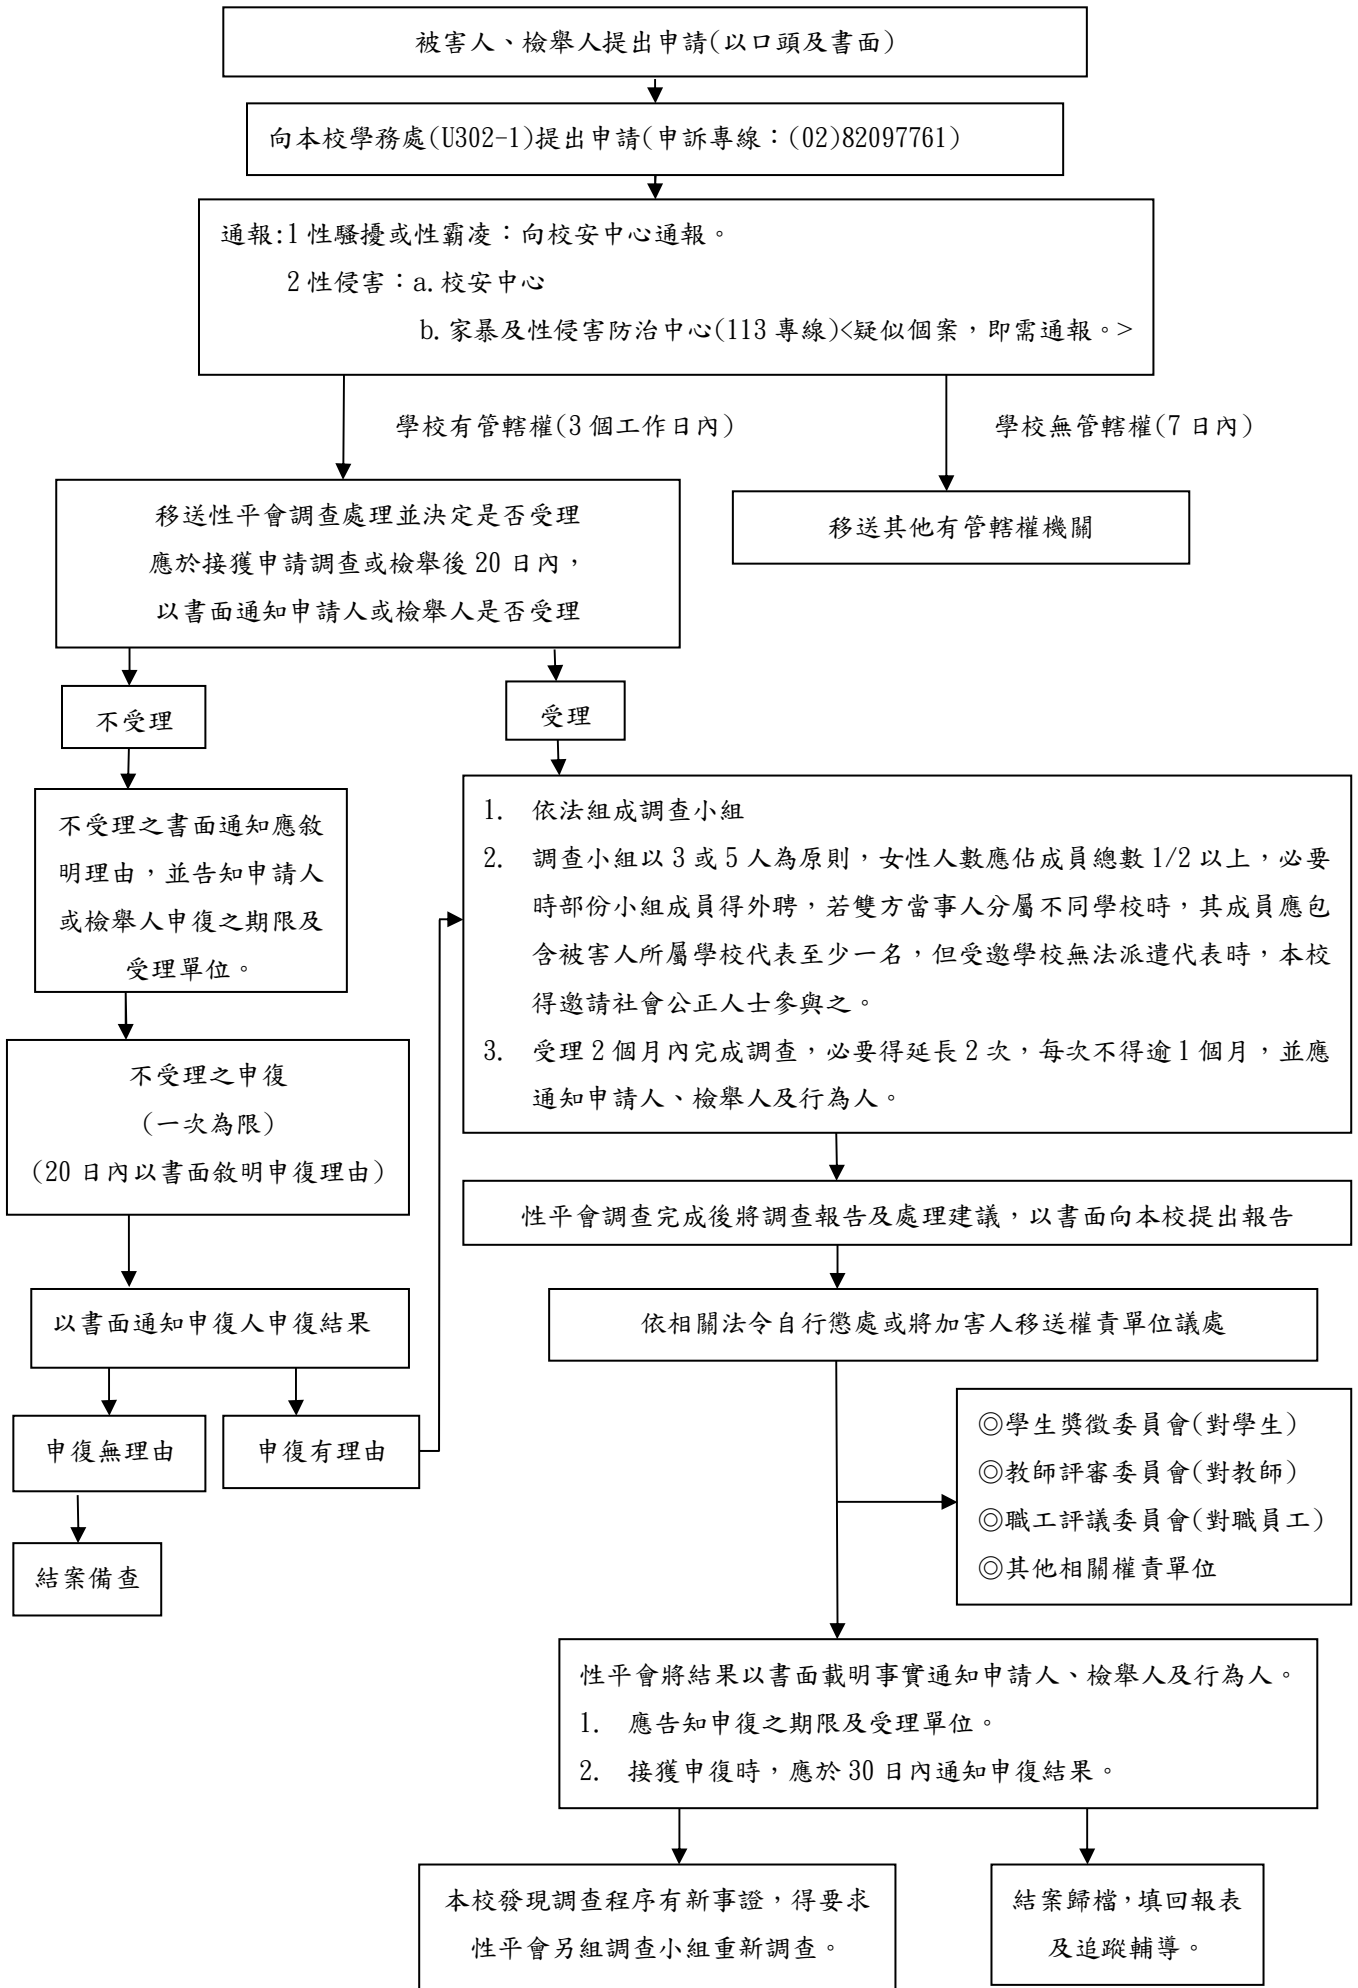 被害人、檢舉人提出申請(以口頭及書面)
向本校學務處(U302-1)提出申請(申訴專線：(02)82097761)
通報:1 性騷擾或性霸凌：向校安中心通報。
2 性侵害：a.校安中心
b.家暴及性侵害防治中心(113 專線)<疑似個案，即需通報。>
學校有管轄權(3 個工作日內)
學校無管轄權(7 日內)
移送性平會調查處理並決定是否受理
應於接獲申請調查或檢舉後 20 日內，
以書面通知申請人或檢舉人是否受理
移送其他有管轄權機關
不受理
受理
不受理之書面通知應敘
明理由，並告知申請人
或檢舉人申復之期限及
受理單位。
1. 依法組成調查小組
2. 調查小組以 3 或 5 人為原則，女性人數應佔成員總數 1/2 以上，必要
時部份小組成員得外聘，若雙方當事人分屬不同學校時，其成員應包
含被害人所屬學校代表至少一名，但受邀學校無法派遣代表時，本校
得邀請社會公正人士參與之。
3. 受理 2 個月內完成調查，必要得延長 2 次，每次不得逾 1 個月，並應
通知申請人、檢舉人及行為人。
不受理之申復
(一次為限)
(20 日內以書面敘明申復理由)
性平會調查完成後將調查報告及處理建議，以書面向本校提出報告
以書面通知申復人申復結果
依相關法令自行懲處或將加害人移送權責單位議處
申復無理由
申復有理由
◎學生獎徵委員會(對學生)
◎教師評審委員會(對教師)
◎職工評議委員會(對職員工)
◎其他相關權責單位
結案備查
性平會將結果以書面載明事實通知申請人、檢舉人及行為人。
1. 應告知申復之期限及受理單位。
2. 接獲申復時，應於 30 日內通知申復結果。
本校發現調查程序有新事證，得要求
性平會另組調查小組重新調查。
結案歸檔，填回報表
及追蹤輔導。